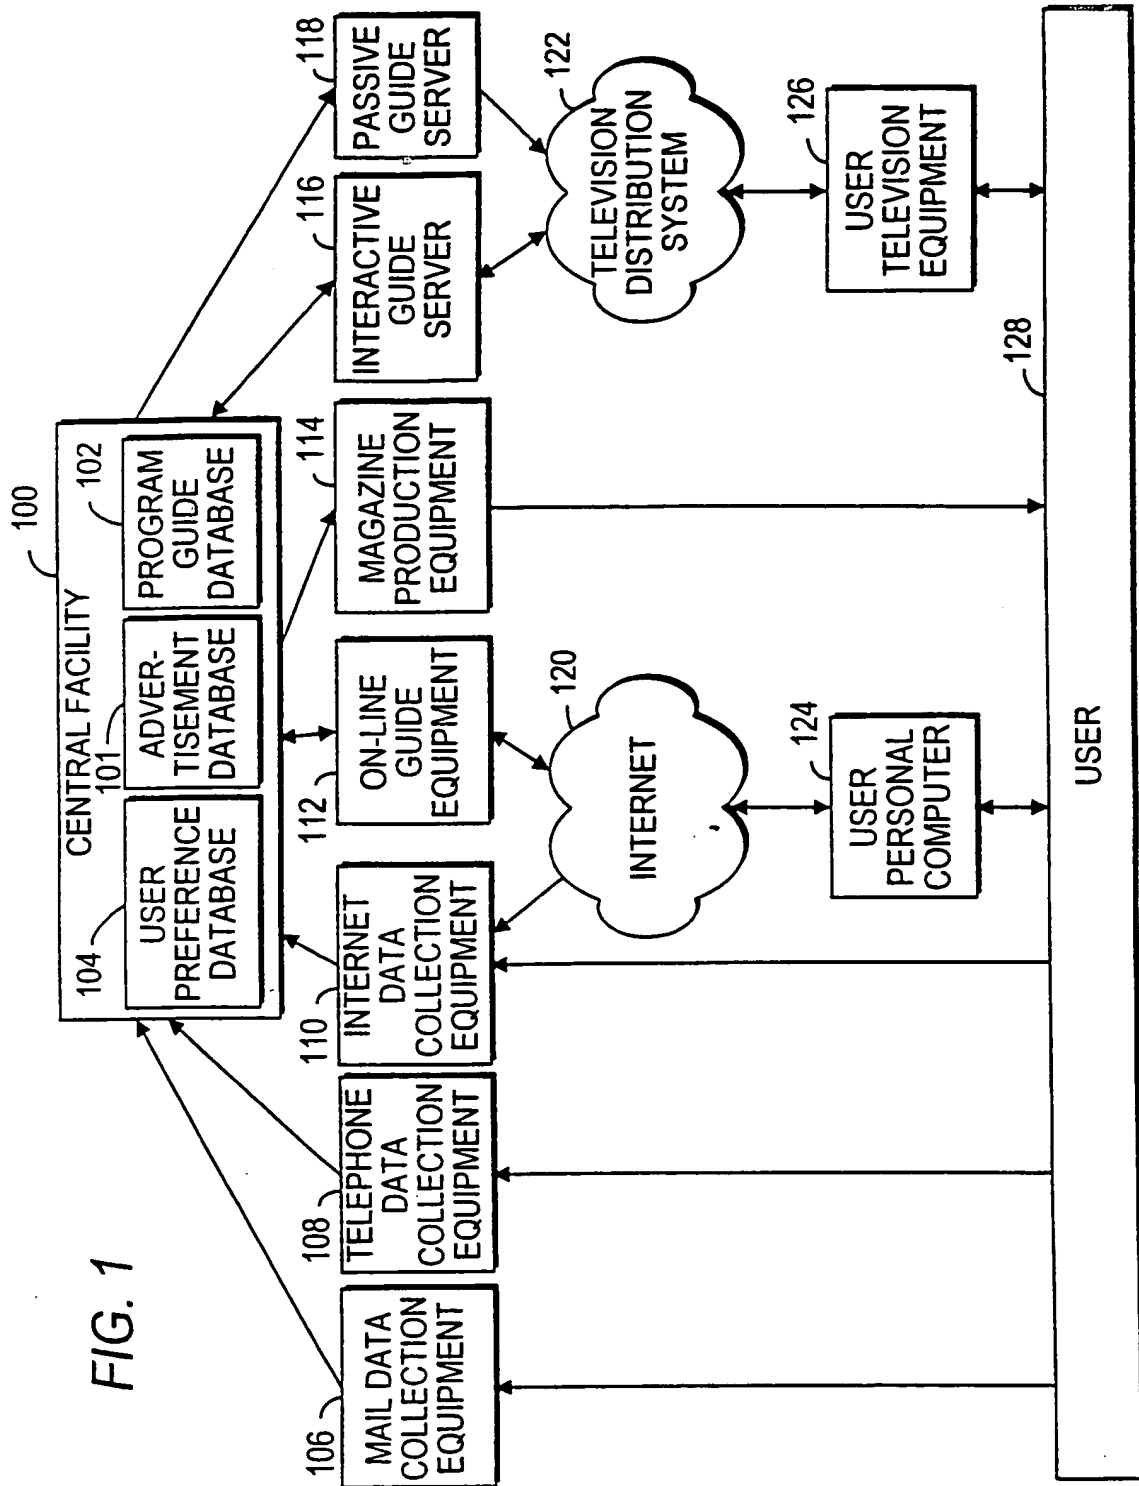 FIG. 1
100
CENTRAL FACILITY
104
USER
PREFERENCE
DATABASE
101
ADVER-
TISEMENT
DATABASE
102
PROGRAM
GUIDE
DATABASE
106
MAIL DATA
COLLECTION
EQUIPMENT
108
TELEPHONE
DATA
COLLECTION
EQUIPMENT
110
INTERNET
DATA
COLLECTION
EQUIPMENT
112
ON-LINE
GUIDE
EQUIPMENT
114
MAGAZINE
PRODUCTION
EQUIPMENT
116
INTERACTIVE
GUIDE
SERVER
118
PASSIVE
GUIDE
SERVER
120
INTERNET
122
TELEVISION
DISTRIBUTION
SYSTEM
124
USER
PERSONAL
COMPUTER
126
USER
TELEVISION
EQUIPMENT
128
USER